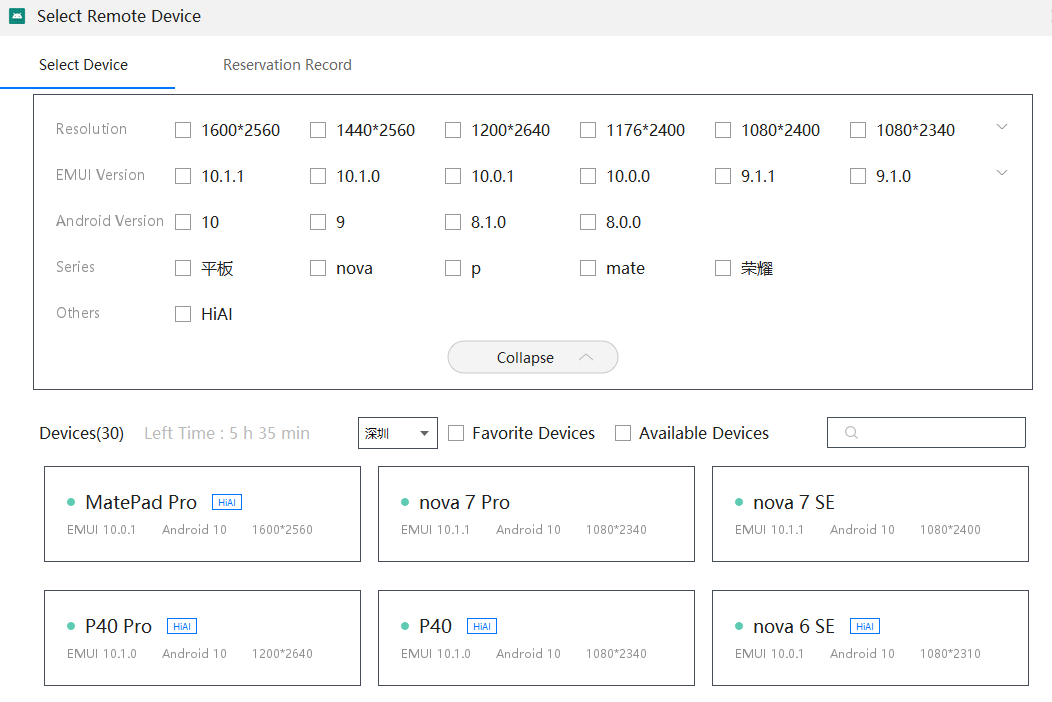 Select Remote Device
Select Device Reservation Record
Resolution 1600*2560 1440*2560 1200*2640 1176*2400 1080*2400 1080*2340
EMUI Version 10.1.1 10.1.0 10.0.1 10.0.0 9.1.1 9.1.0
Android Version 10 9 8.1.0 8.0.0
Series 平板 nova p mate 荣耀
Others HiAI
Collapse
Devices(30) Left Time : 5 h 35 min 深圳 Favorite Devices Available Devices
MatePad Pro HiAI nova 7 Pro nova 7 SE
EMUI 10.0.1 Android 10 1600*2560 EMUI 10.1.1 Android 10 1080*2340 EMUI 10.1.1 Android 10 1080*2400
P40 Pro HiAI P40 HiAI nova 6 SE HiAI
EMUI 10.1.0 Android 10 1200*2640 EMUI 10.1.0 Android 10 1080*2340 EMUI 10.0.1 Android 10 1080*2310